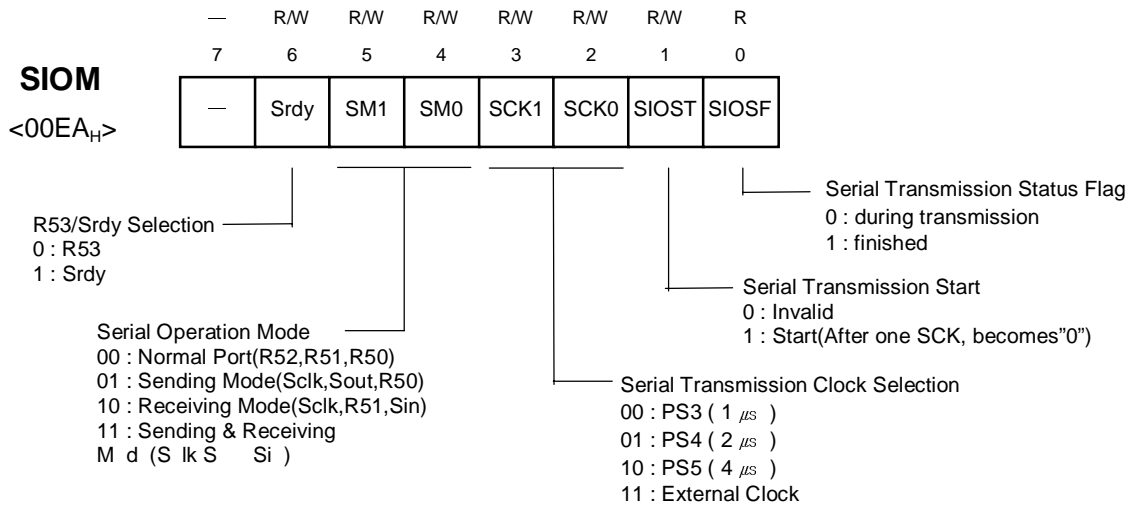 — R/W R/W R/W R/W R/W R/W R
7 6 5 4 3 2 1 0
SIOM
<00EAH>
— Srdy SM1 SM0 SCK1 SCK0 SIOST SIOSF
Serial Transmission Status Flag
0 : during transmission
1 : finished
R53/Srdy Selection
0 : R53
1 : Srdy
Serial Transmission Start
0 : Invalid
1 : Start(After one SCK, becomes”0”)
Serial Operation Mode
00 : Normal Port(R52,R51,R50)
01 : Sending Mode(Sclk,Sout,R50)
10 : Receiving Mode(Sclk,R51,Sin)
11 : Sending & Receiving
M d (S lk S Si )
Serial Transmission Clock Selection
00 : PS3 ( 1 ㎲ )
01 : PS4 ( 2 ㎲ )
10 : PS5 ( 4 ㎲ )
11 : External Clock